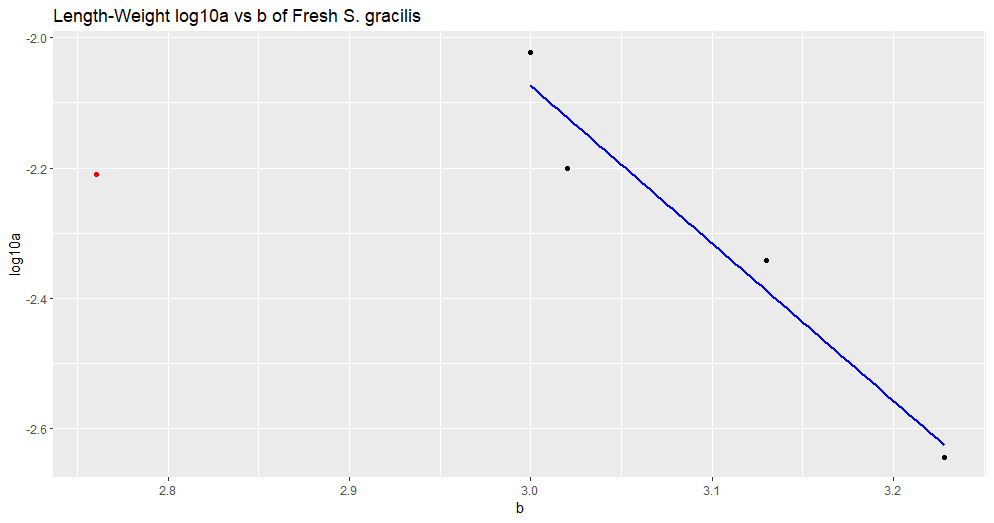 Length-Weight log10a vs b of Fresh S. gracilis
-2.0
-2.2
-2.4
-2.6
log10a
2.8 2.9 3.0 3.1 3.2
b